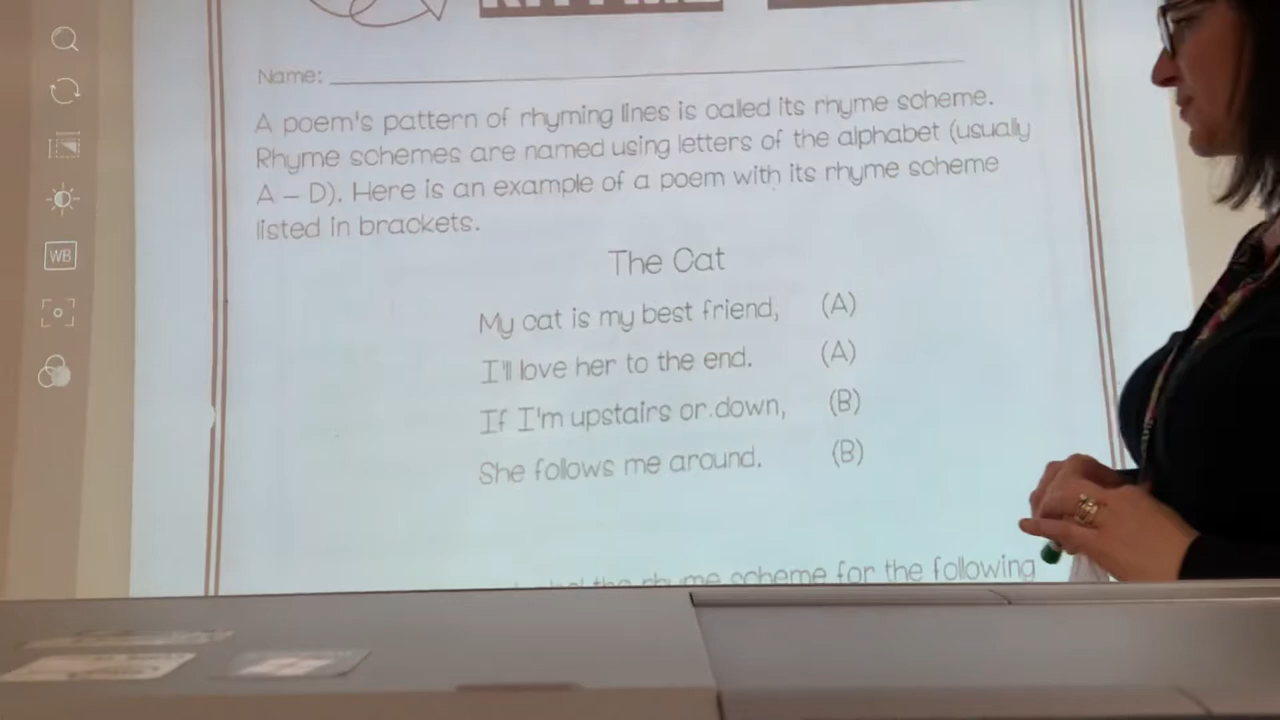 Name:
A poem's pattern of rhyming lines is called its rhyme scheme.
Rhyme schemes are named using letters of the alphabet (usually
A – D). Here is an example of a poem with its rhyme scheme
listed in brackets.
The Cat
My cat is my best friend, (A)
I'll love her to the end. (A)
If I'm upstairs or down, (B)
She follows me around. (B)
the rhyme scheme for the following
WB